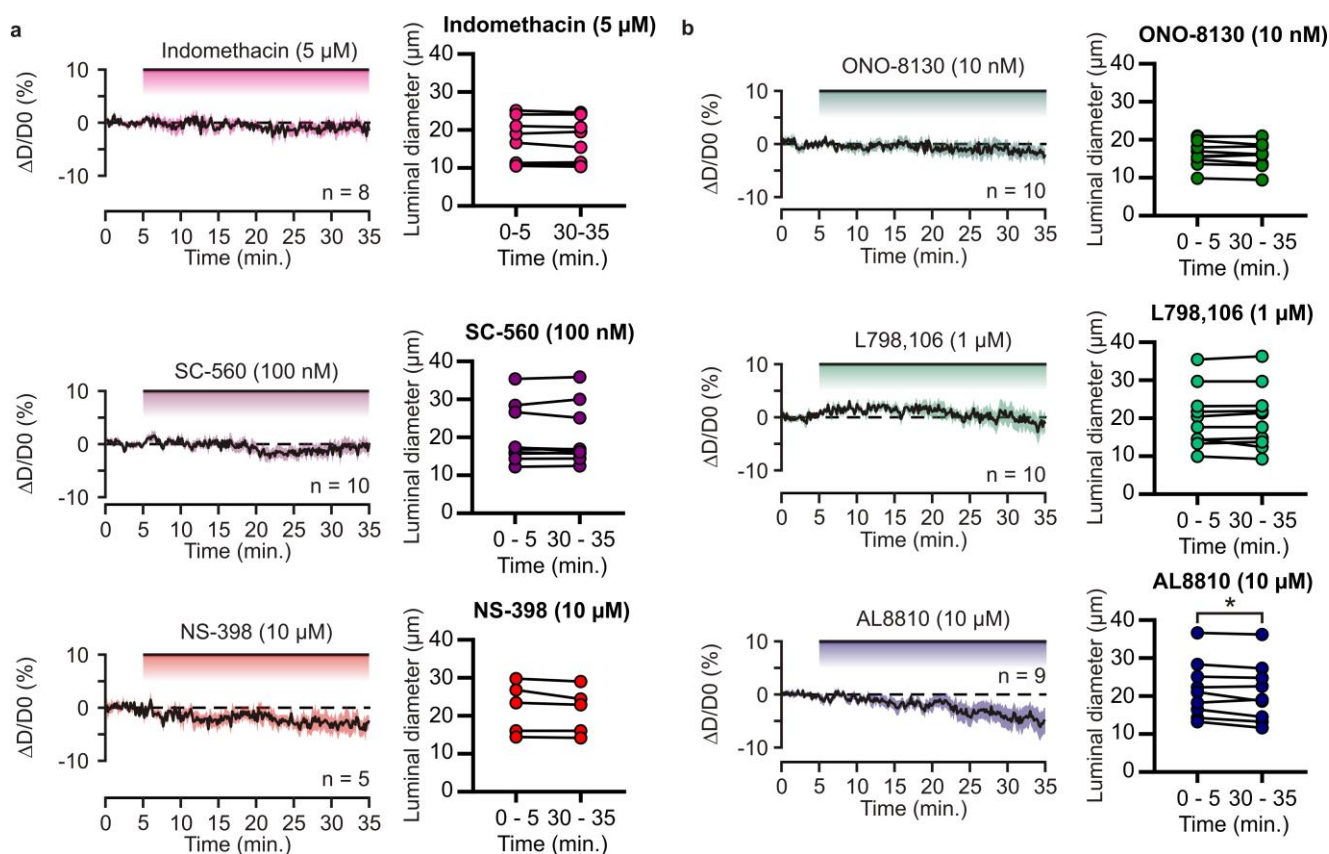 a
Indomethacin (5 µM)
ΔD/D0 (%)
10
0
-10
n = 8
0 5 10 15 20 25 30 35
Time (min.)
Indomethacin (5 µM)
Luminal diameter (µm)
40
30
20
10
0
0-5 30-35
Time (min.)
SC-560 (100 nM)
ΔD/D0 (%)
10
0
-10
n = 10
0 5 10 15 20 25 30 35
Time (min.)
SC-560 (100 nM)
Luminal diameter (µm)
40
30
20
10
0
0 - 5 30 - 35
Time (min.)
NS-398 (10 µM)
ΔD/D0 (%)
10
0
-10
n = 5
0 5 10 15 20 25 30 35
Time (min.)
NS-398 (10 µM)
Luminal diameter (µm)
40
30
20
10
0
0 - 5 30 - 35
Time (min.)
b
ONO-8130 (10 nM)
ΔD/D0 (%)
10
0
-10
n = 10
0 5 10 15 20 25 30 35
Time (min.)
ONO-8130 (10 nM)
Luminal diameter (µm)
40
30
20
10
0
0 - 5 30 - 35
Time (min.)
L798,106 (1 µM)
ΔD/D0 (%)
10
0
-10
n = 10
0 5 10 15 20 25 30 35
Time (min.)
L798,106 (1 µM)
Luminal diameter (µm)
40
30
20
10
0
0 - 5 30 - 35
Time (min.)
AL8810 (10 µM)
ΔD/D0 (%)
10
0
-10
n = 9
0 5 10 15 20 25 30 35
Time (min.)
AL8810 (10 µM)
Luminal diameter (µm)
40
30
20
10
0
*
0 - 5 30 - 35
Time (min.)